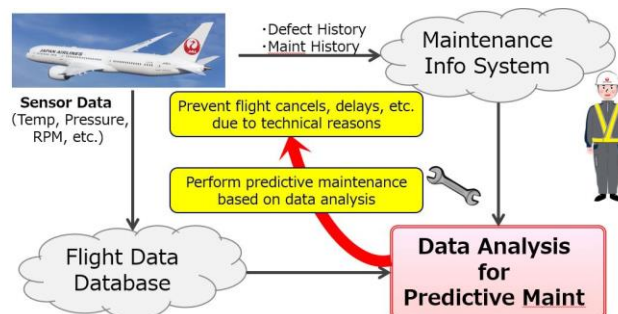 JAPAN AIRLINES
・Defect History
・Maint History
Maintenance
Info System
Sensor Data
(Temp, Pressure,
RPM, etc.)
Prevent flight cancels, delays, etc.
due to technical reasons
Perform predictive maintenance
based on data analysis
Flight Data
Database
Data Analysis
for
Predictive Maint